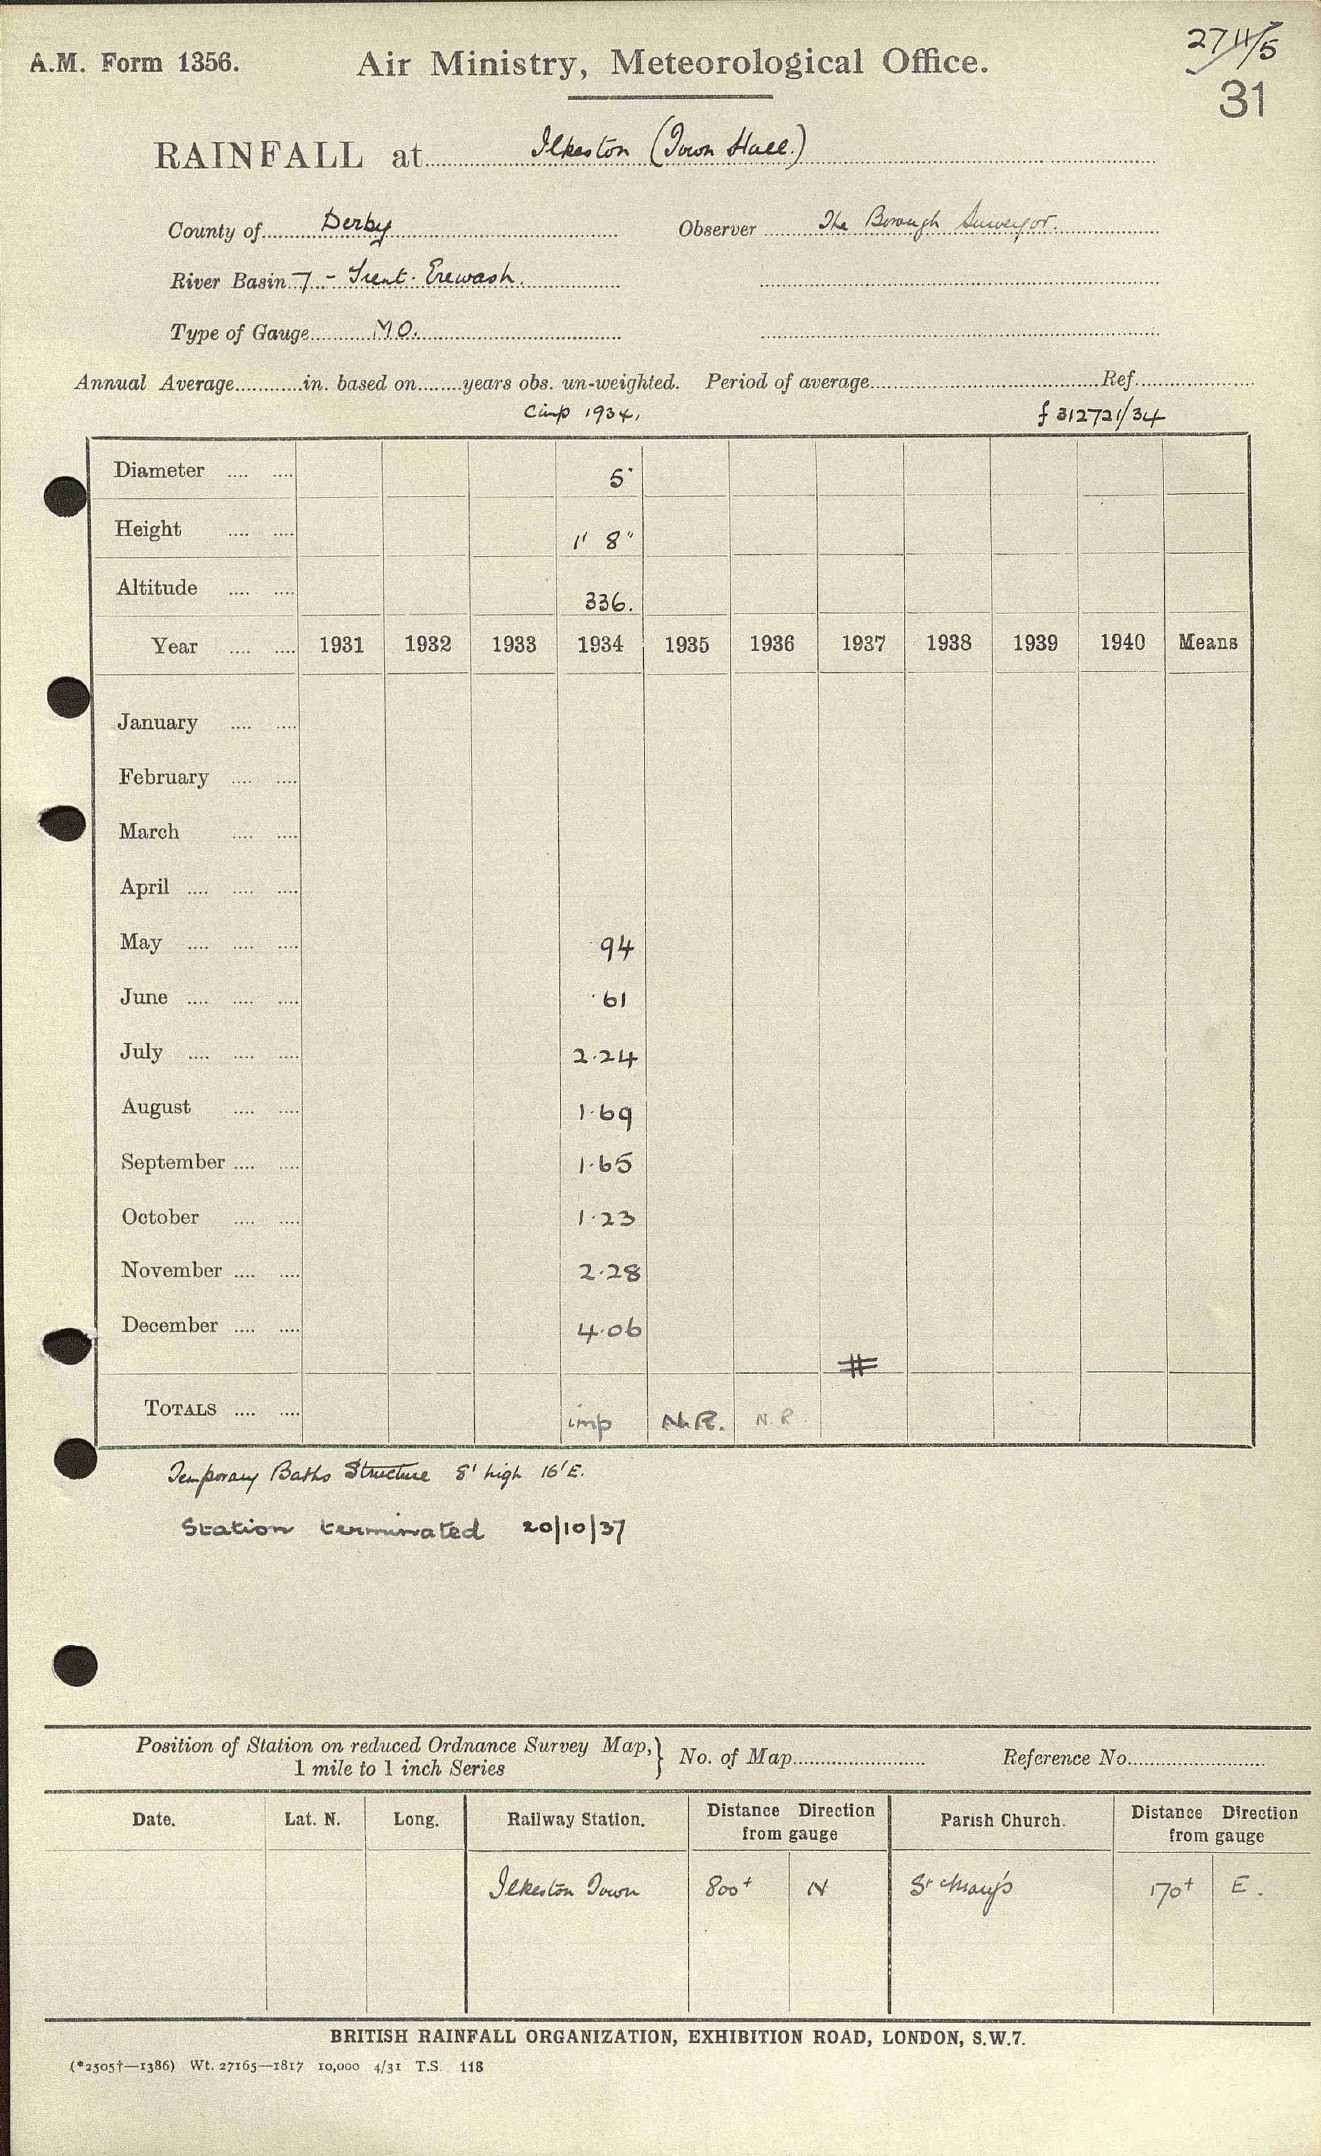 A.M. Form 1356.
Air Ministry, Meteorological Office.
31
RAINFALL at Ilkeston (Town Hall.)
County of Derby Observer The Borough Surveyor.
River Basin 7 - Trent. Erewash.
Type of Gauge M O.
Annual Average in. based on years obs. un-weighted. Period of average Ref.
1934. f 312721/34
Diameter 5"
Height 1' 8"
Altitude 336.
Year 1931 1932 1933 1934 1935 1936 1937 1938 1939 1940 Means
January
February
March
April
May ·94
June ·61
July 2·24
August 1·69
September 1·65
October 1·23
November 2·28
December 4·06
#
TOTALS imp N.R. N.R.
Temporary Baths Structure 8' high 16' E.
Station terminated 20/10/37
Position of Station on reduced Ordnance Survey Map, 1 mile to 1 inch Series } No. of Map Reference No.
Date. Lat. N. Long. Railway Station. Distance Direction from gauge Parish Church. Distance Direction from gauge
Ilkeston Town 800+ N St Mary's 170+ E.
BRITISH RAINFALL ORGANIZATION, EXHIBITION ROAD, LONDON, S.W.7.
(*2505†—1386) Wt. 27165—1817 10,000 4/31 T.S. 118